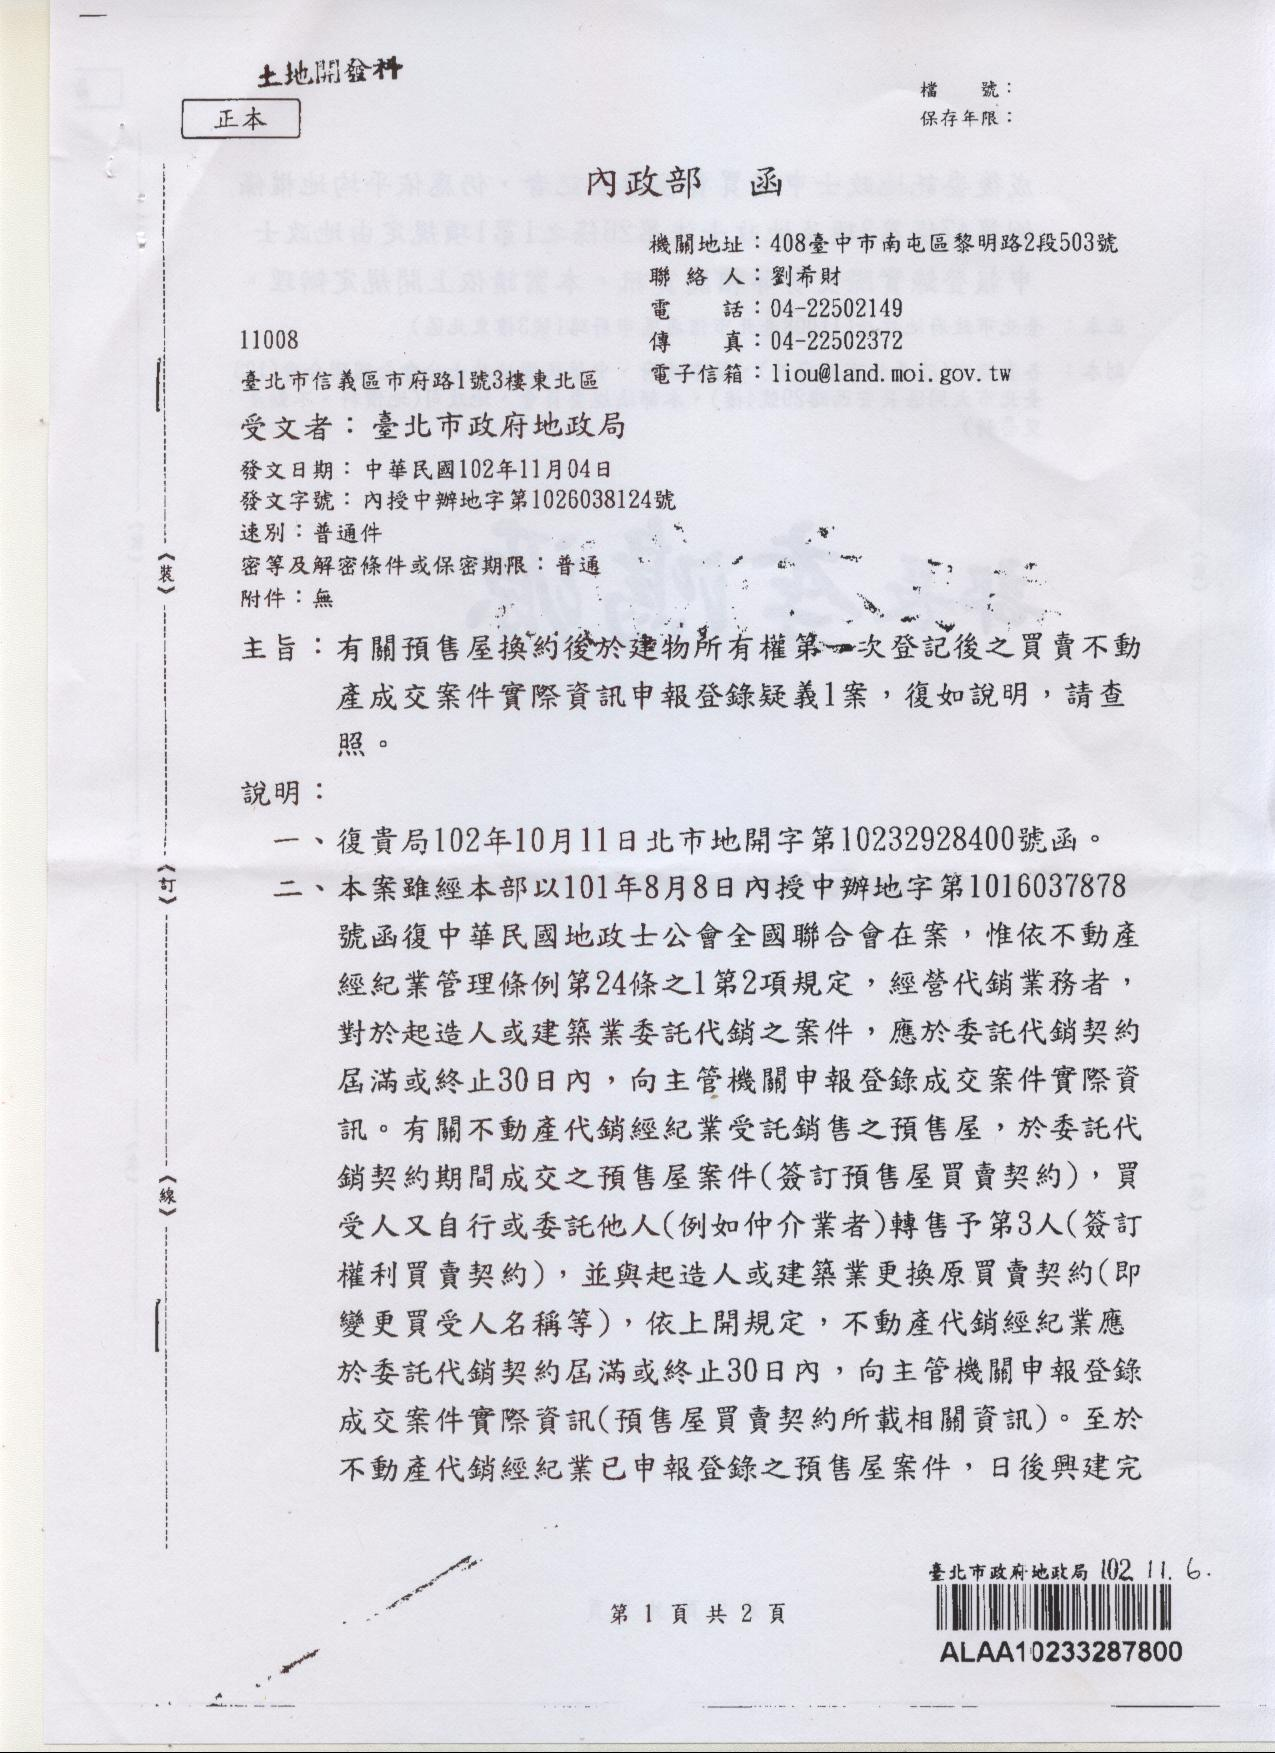 土地開發科
正本
檔　　號：
保存年限：
內政部　函
機關地址：408臺中市南屯區黎明路2段503號
聯 絡 人：劉希財
電　　話：04-22502149
傳　　真：04-22502372
電子信箱：liou@land.moi.gov.tw
11008
臺北市信義區市府路1號3樓東北區
受文者：臺北市政府地政局
發文日期：中華民國102年11月04日
發文字號：內授中辦地字第1026038124號
速別：普通件
密等及解密條件或保密期限：普通
附件：無
主旨：有關預售屋換約後於建物所有權第一次登記後之買賣不動
產成交案件實際資訊申報登錄疑義1案，復如說明，請查
照。
說明：
一、復貴局102年10月11日北市地開字第10232928400號函。
二、本案雖經本部以101年8月8日內授中辦地字第1016037878
號函復中華民國地政士公會全國聯合會在案，惟依不動產
經紀業管理條例第24條之1第2項規定，經營代銷業務者，
對於起造人或建築業委託代銷之案件，應於委託代銷契約
屆滿或終止30日內，向主管機關申報登錄成交案件實際資
訊。有關不動產代銷經紀業受託銷售之預售屋，於委託代
銷契約期間成交之預售屋案件(簽訂預售屋買賣契約)，買
受人又自行或委託他人(例如仲介業者)轉售予第3人(簽訂
權利買賣契約)，並與起造人或建築業更換原買賣契約(即
變更買受人名稱等)，依上開規定，不動產代銷經紀業應
於委託代銷契約屆滿或終止30日內，向主管機關申報登錄
成交案件實際資訊(預售屋買賣契約所載相關資訊)。至於
不動產代銷經紀業已申報登錄之預售屋案件，日後興建完
《裝》
《訂》
《線》
第 1 頁 共 2 頁
臺北市政府地政局 102.11.6.
ALAA10233287800